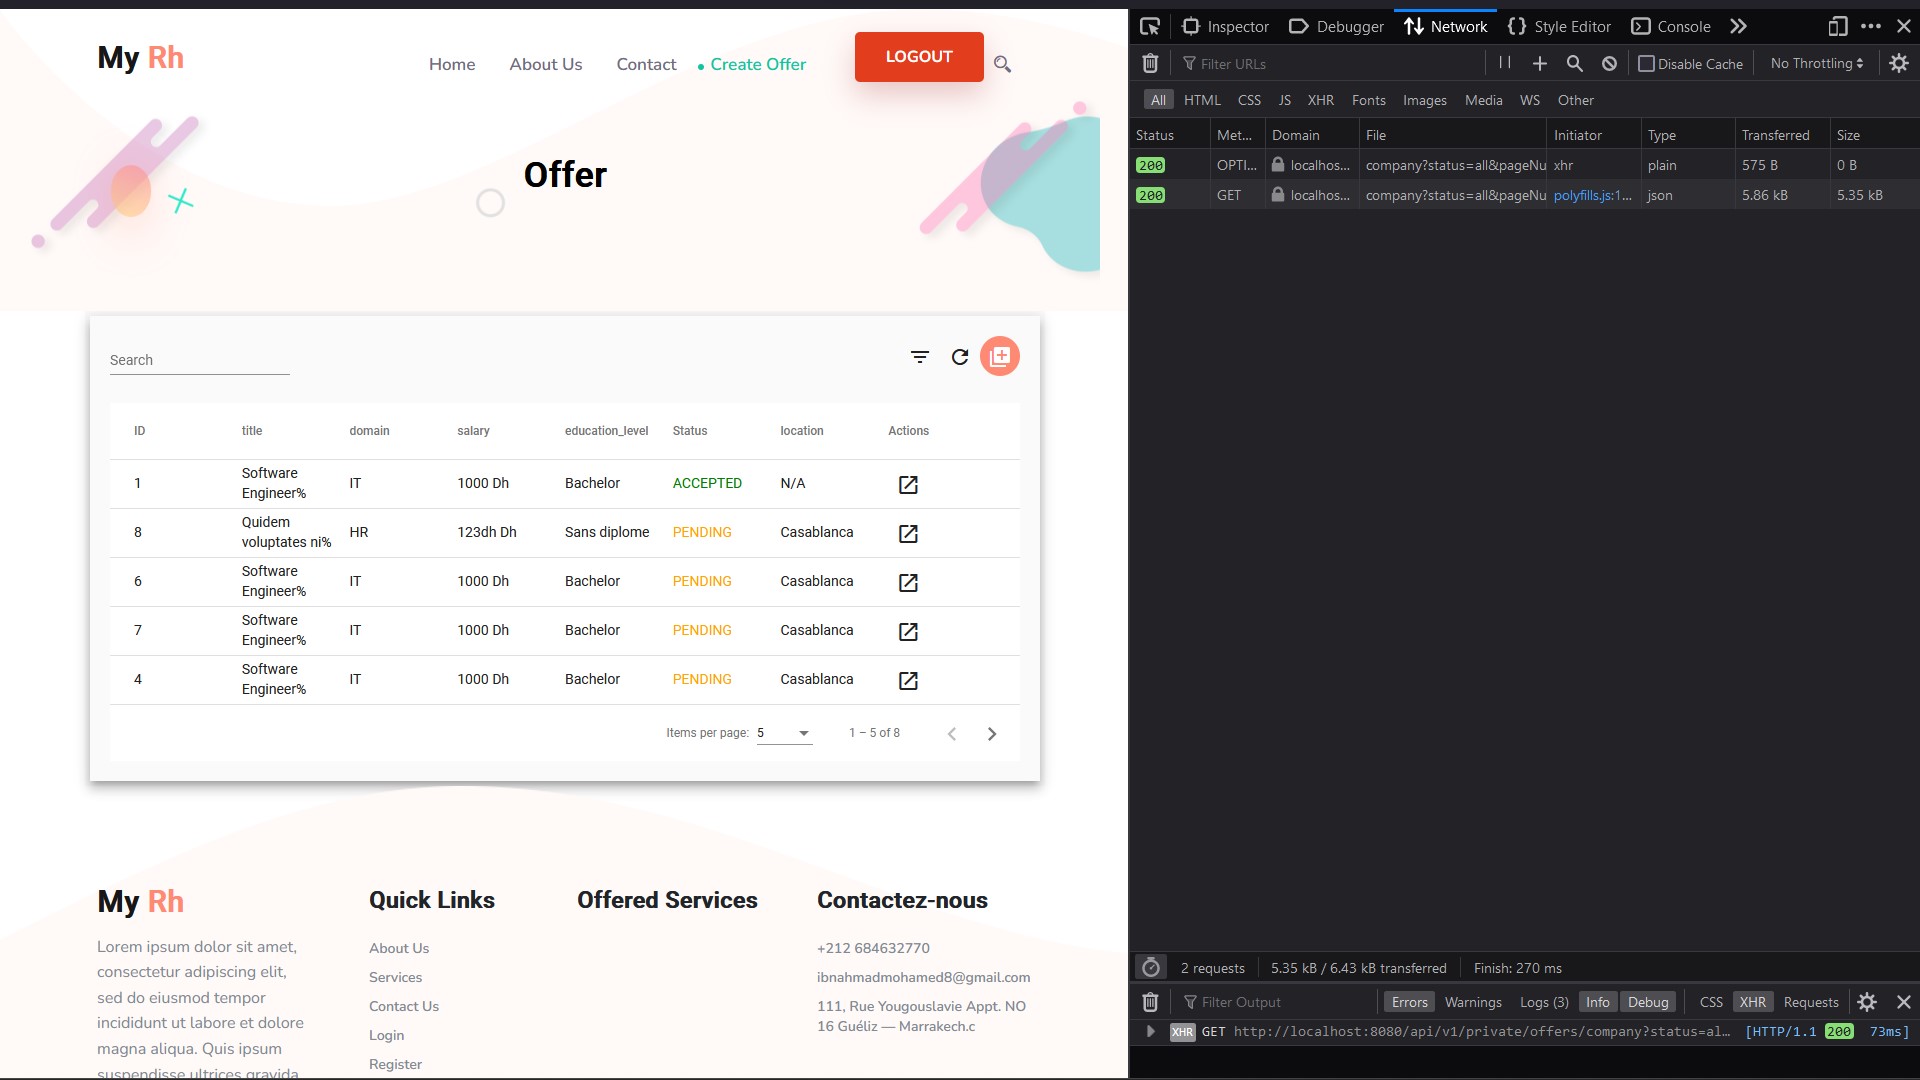 My Rh
Home About Us Contact Create Offer LOGOUT
Offer
Search
ID title domain salary education_level Status location Actions
1 Software Engineer% IT 1000 Dh Bachelor ACCEPTED N/A
8 Quidem voluptates ni% HR 123dh Dh Sans diplome PENDING Casablanca
6 Software Engineer% IT 1000 Dh Bachelor PENDING Casablanca
7 Software Engineer% IT 1000 Dh Bachelor PENDING Casablanca
4 Software Engineer% IT 1000 Dh Bachelor PENDING Casablanca
Items per page: 5 1 – 5 of 8
My Rh
Lorem ipsum dolor sit amet,
consectetur adipiscing elit,
sed do eiusmod tempor
incididunt ut labore et dolore
magna aliqua. Quis ipsum
suspendisse ultrices gravida
Quick Links
About Us
Services
Contact Us
Login
Register
Offered Services
Contactez-nous
+212 684632770
ibnahmadmohamed8@gmail.com
111, Rue Yougouslavie Appt. NO
16 Guéliz — Marrakech.c
Inspector Debugger Network Style Editor Console
Filter URLs Disable Cache No Throttling
All HTML CSS JS XHR Fonts Images Media WS Other
Status Met... Domain File Initiator Type Transferred Size
200 OPTI... localhos... company?status=all&pageNu xhr plain 575 B 0 B
200 GET localhos... company?status=all&pageNu polyfills.js:1... json 5.86 kB 5.35 kB
2 requests 5.35 kB / 6.43 kB transferred Finish: 270 ms
Filter Output Errors Warnings Logs (3) Info Debug CSS XHR Requests
XHR GET http://localhost:8080/api/v1/private/offers/company?status=al... [HTTP/1.1 200 73ms]